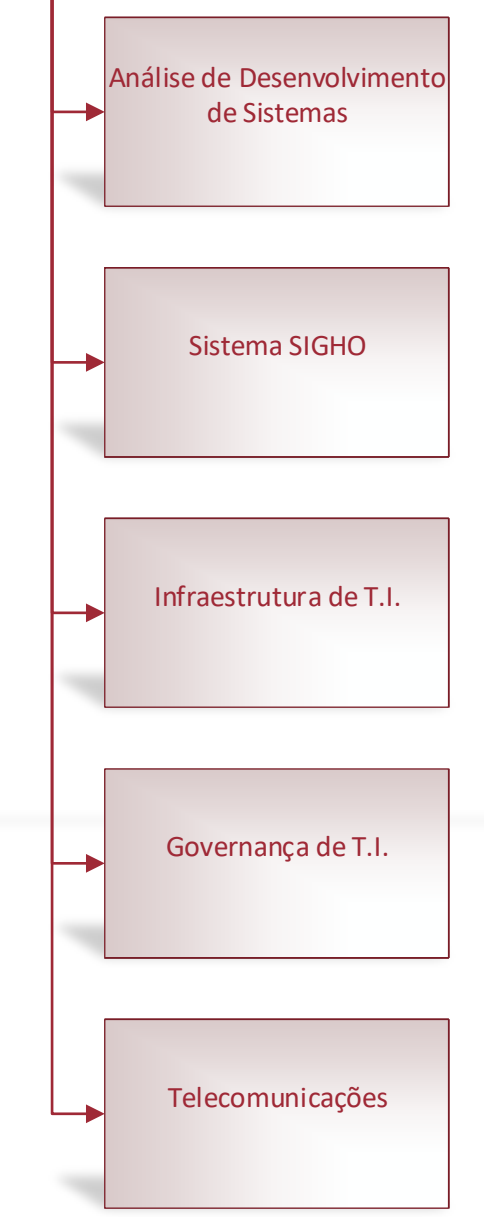 Análise de Desenvolvimento
de Sistemas
Sistema SIGHO
Infraestrutura de T.I.
Governança de T.I.
Telecomunicações